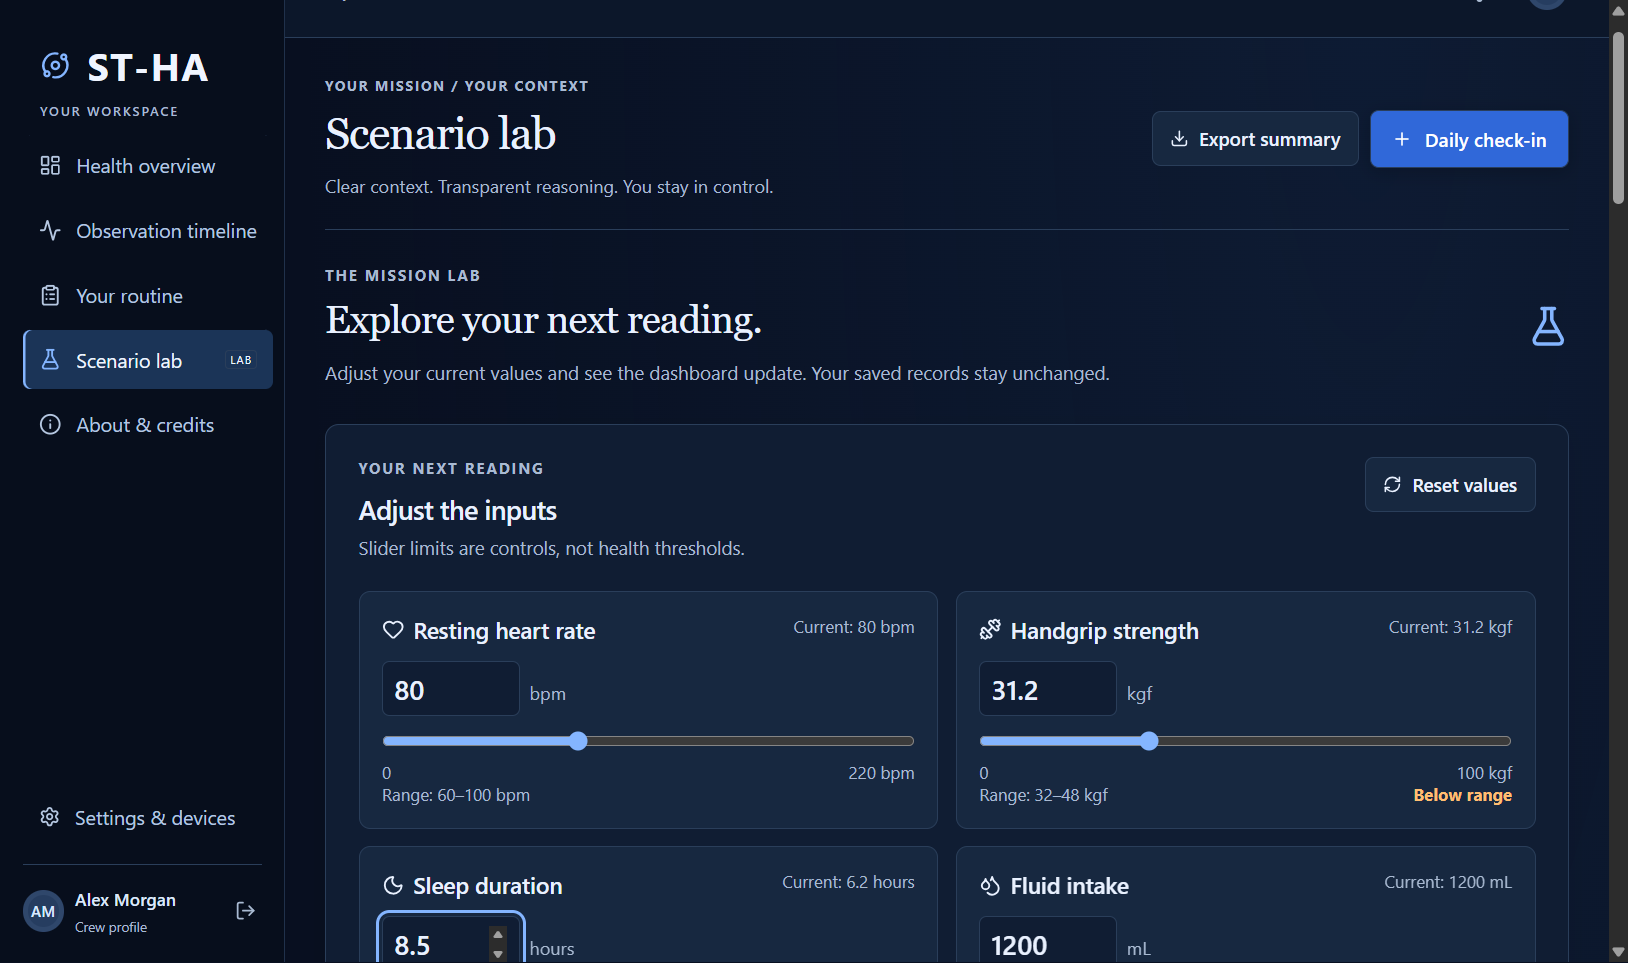 ST-HA
YOUR WORKSPACE
Health overview
Observation timeline
Your routine
Scenario lab LAB
About & credits
Settings & devices
AM
Alex Morgan
Crew profile
YOUR MISSION / YOUR CONTEXT
Scenario lab
Clear context. Transparent reasoning. You stay in control.
Export summary
Daily check-in
THE MISSION LAB
Explore your next reading.
Adjust your current values and see the dashboard update. Your saved records stay unchanged.
YOUR NEXT READING
Adjust the inputs
Slider limits are controls, not health thresholds.
Reset values
Resting heart rate Current: 80 bpm
80 bpm
0 220 bpm
Range: 60–100 bpm
Handgrip strength Current: 31.2 kgf
31.2 kgf
0 100 kgf
Range: 32–48 kgf Below range
Sleep duration Current: 6.2 hours
8.5 hours
Fluid intake Current: 1200 mL
1200 mL